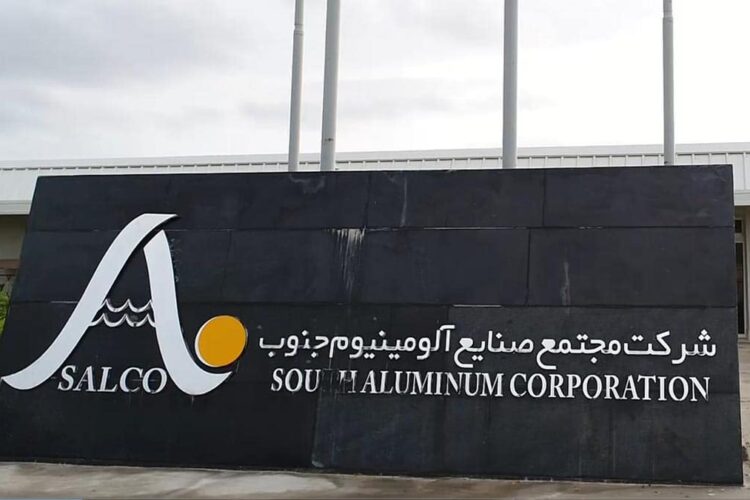 SALCO
شرکت مجتمع صنایع آلومینیوم جنوب
SOUTH ALUMINUM CORPORATION